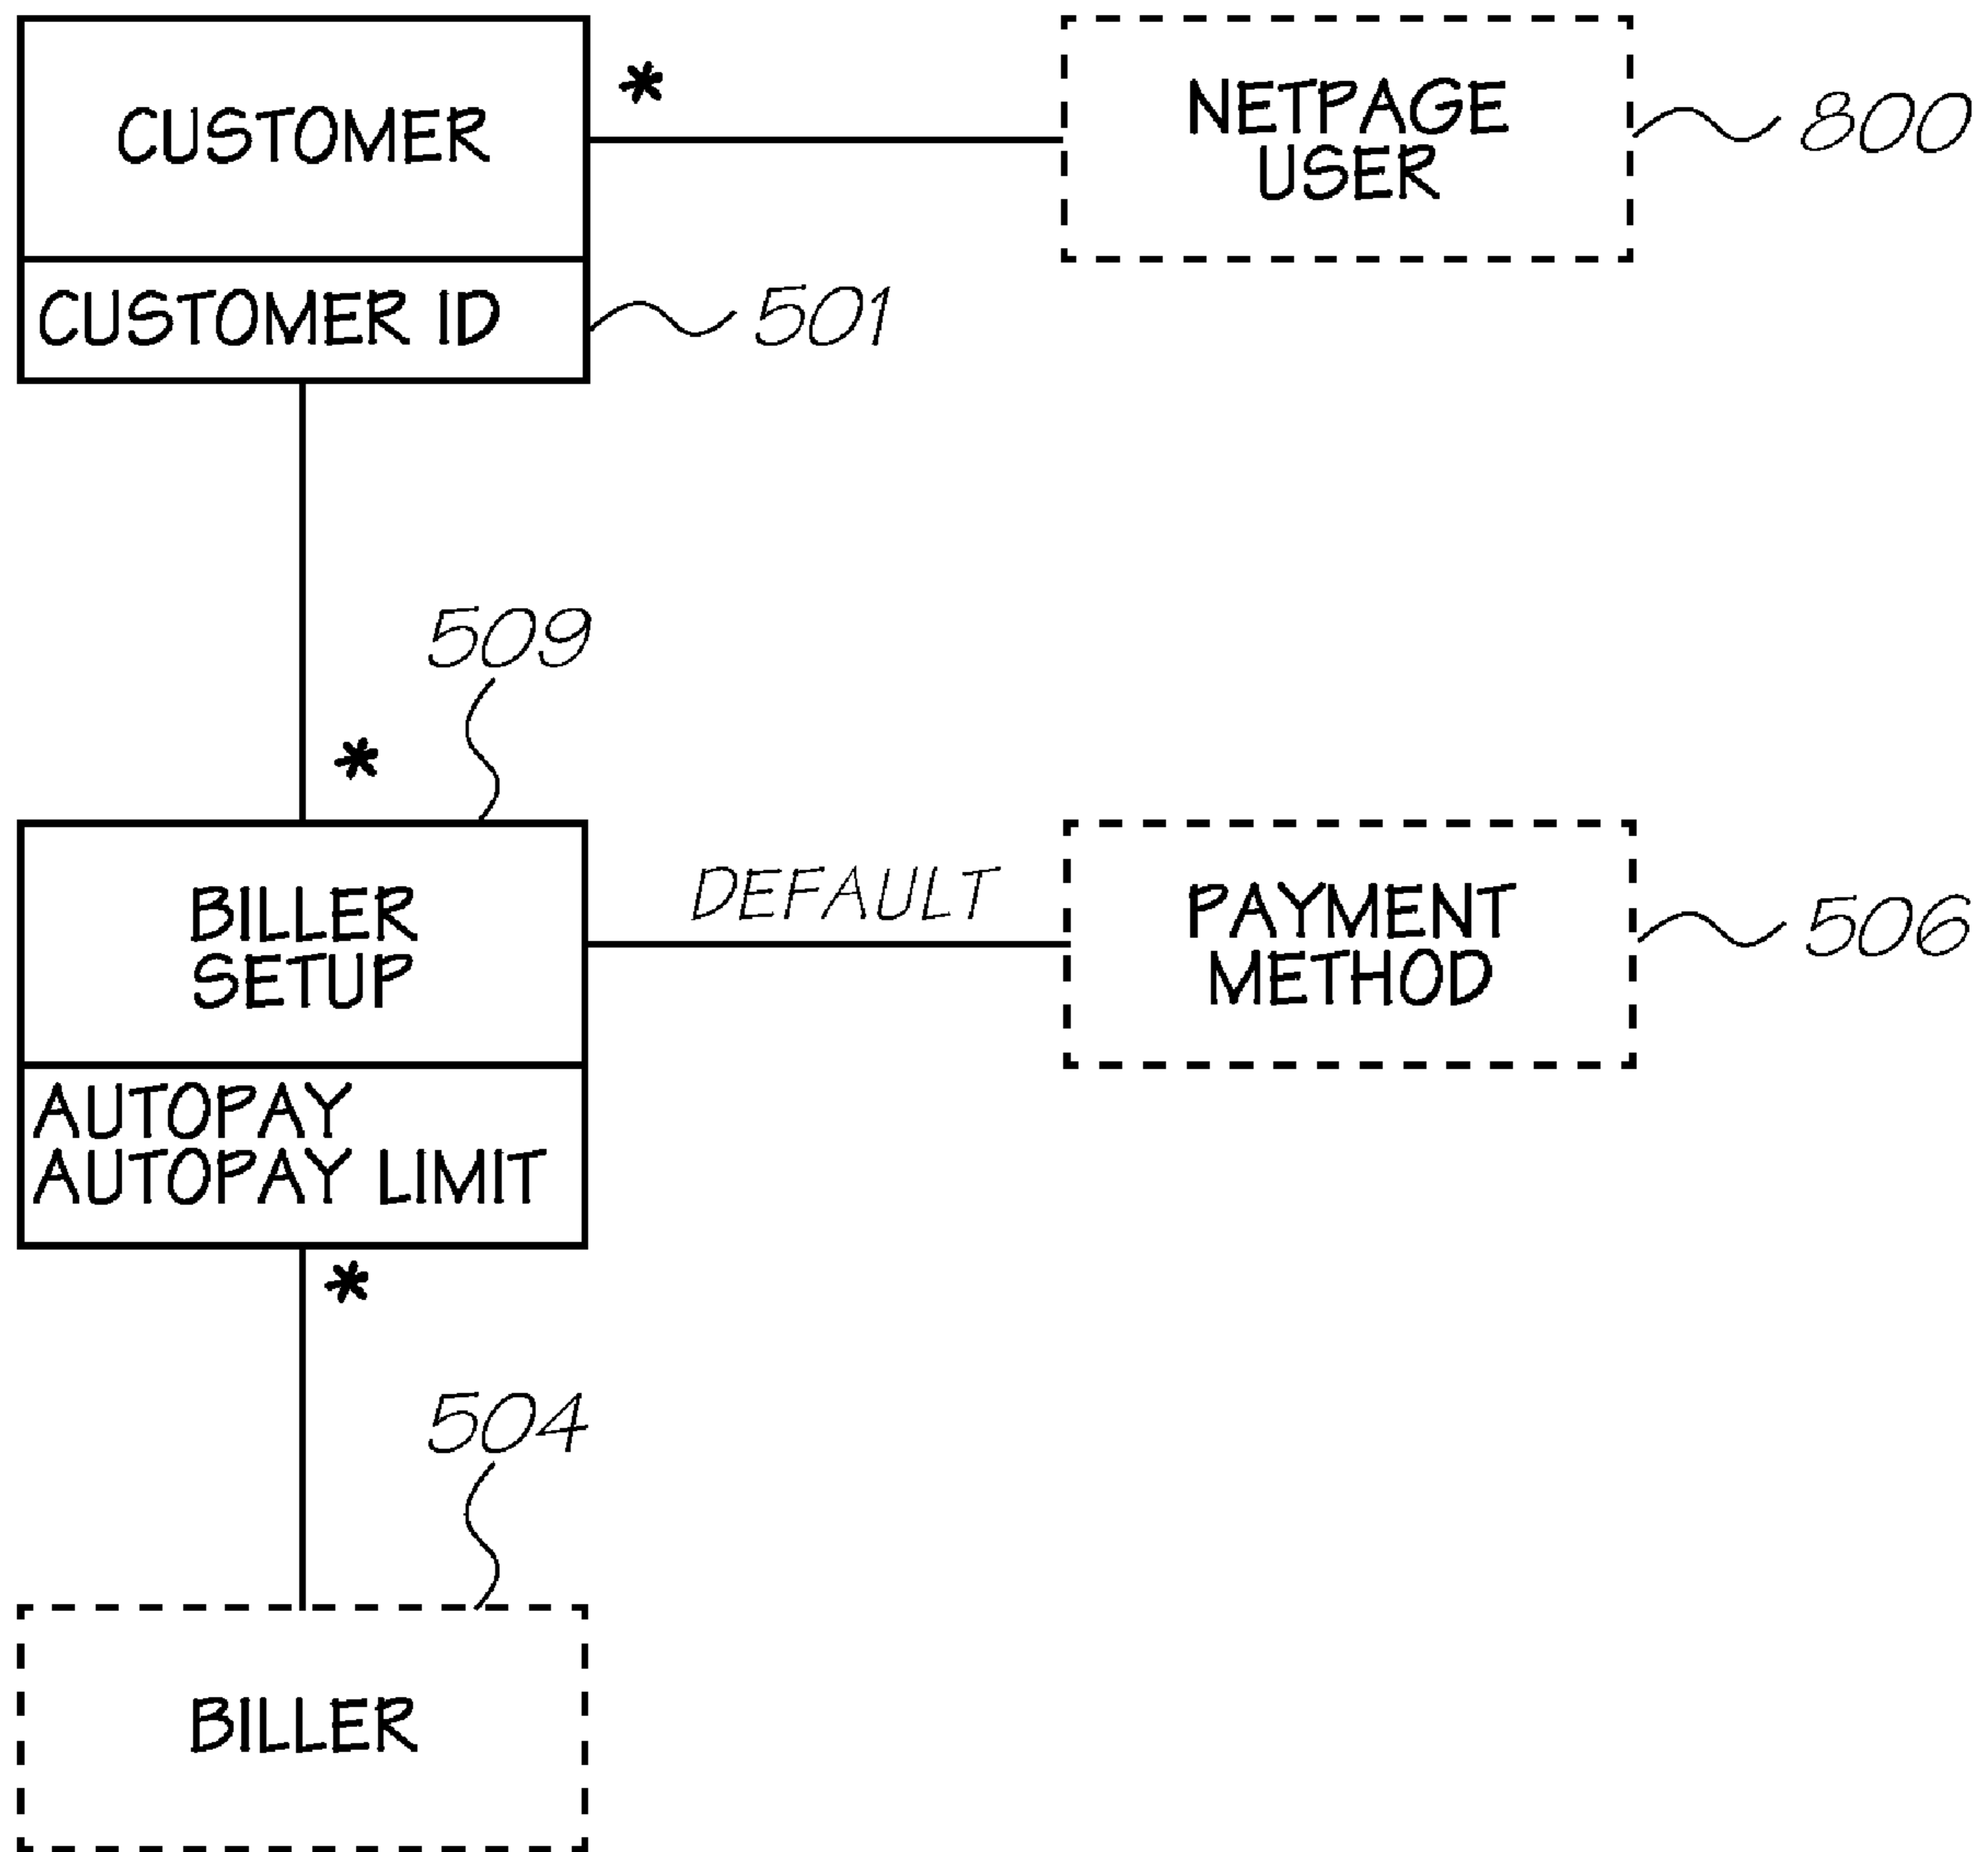 CUSTOMER
*
NETPAGE
USER
800
CUSTOMER ID
501
509
*
BILLER
SETUP
DEFAULT
PAYMENT
METHOD
506
AUTOPAY
AUTOPAY LIMIT
*
504
BILLER